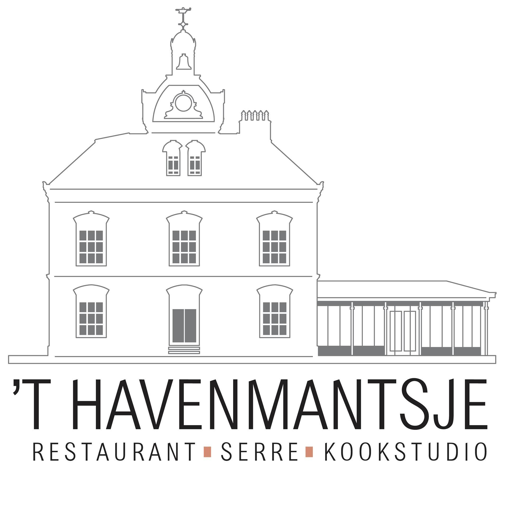 'T HAVENMANTSJE
RESTAURANT ▪ SERRE ▪ KOOKSTUDIO